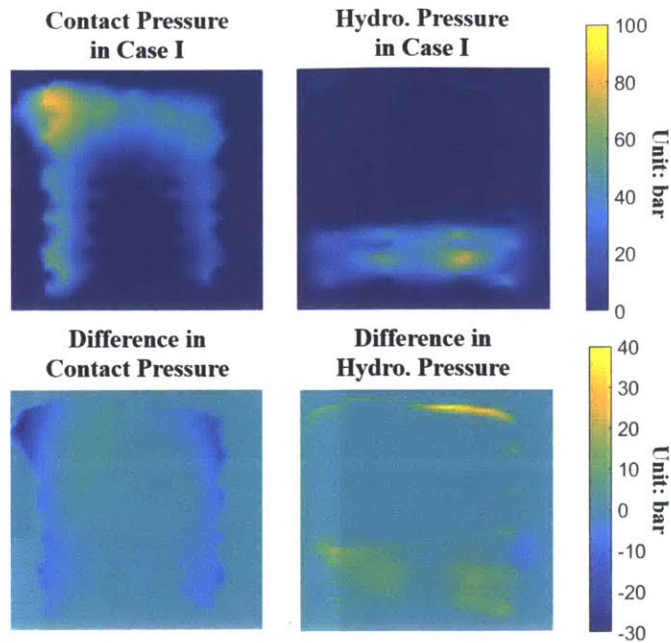 Contact Pressure
in Case I
Hydro. Pressure
in Case I
100
80
60
40
20
0
Unit: bar
Difference in
Contact Pressure
Difference in
Hydro. Pressure
40
30
20
10
0
-10
-20
-30
Unit: bar